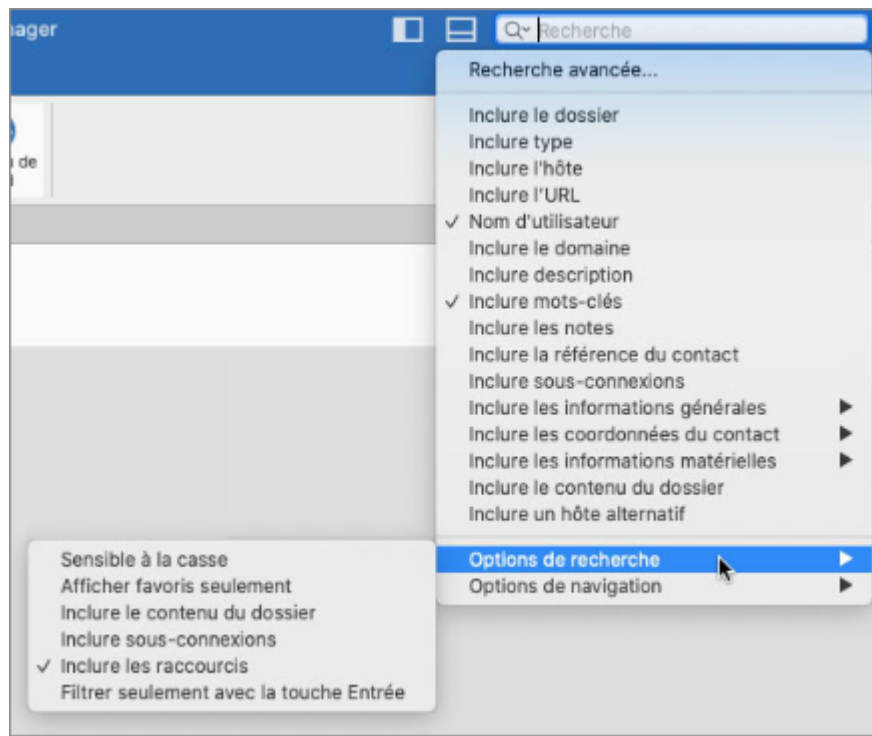 Recherche
Recherche avancée...
Inclure le dossier
Inclure type
Inclure l'hôte
Inclure l'URL
✓ Nom d'utilisateur
Inclure le domaine
Inclure description
✓ Inclure mots-clés
Inclure les notes
Inclure la référence du contact
Inclure sous-connexions
Inclure les informations générales
Inclure les coordonnées du contact
Inclure les informations matérielles
Inclure le contenu du dossier
Inclure un hôte alternatif
Options de recherche
Options de navigation
de
Sensible à la casse
Afficher favoris seulement
Inclure le contenu du dossier
Inclure sous-connexions
✓ Inclure les raccourcis
Filtrer seulement avec la touche Entrée